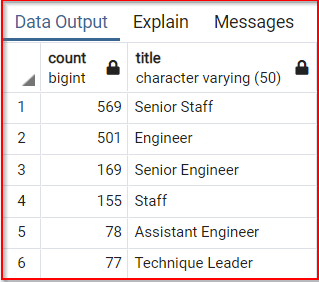 Data Output Explain Messages
count title
bigint character varying (50)
1 569 Senior Staff
2 501 Engineer
3 169 Senior Engineer
4 155 Staff
5 78 Assistant Engineer
6 77 Technique Leader